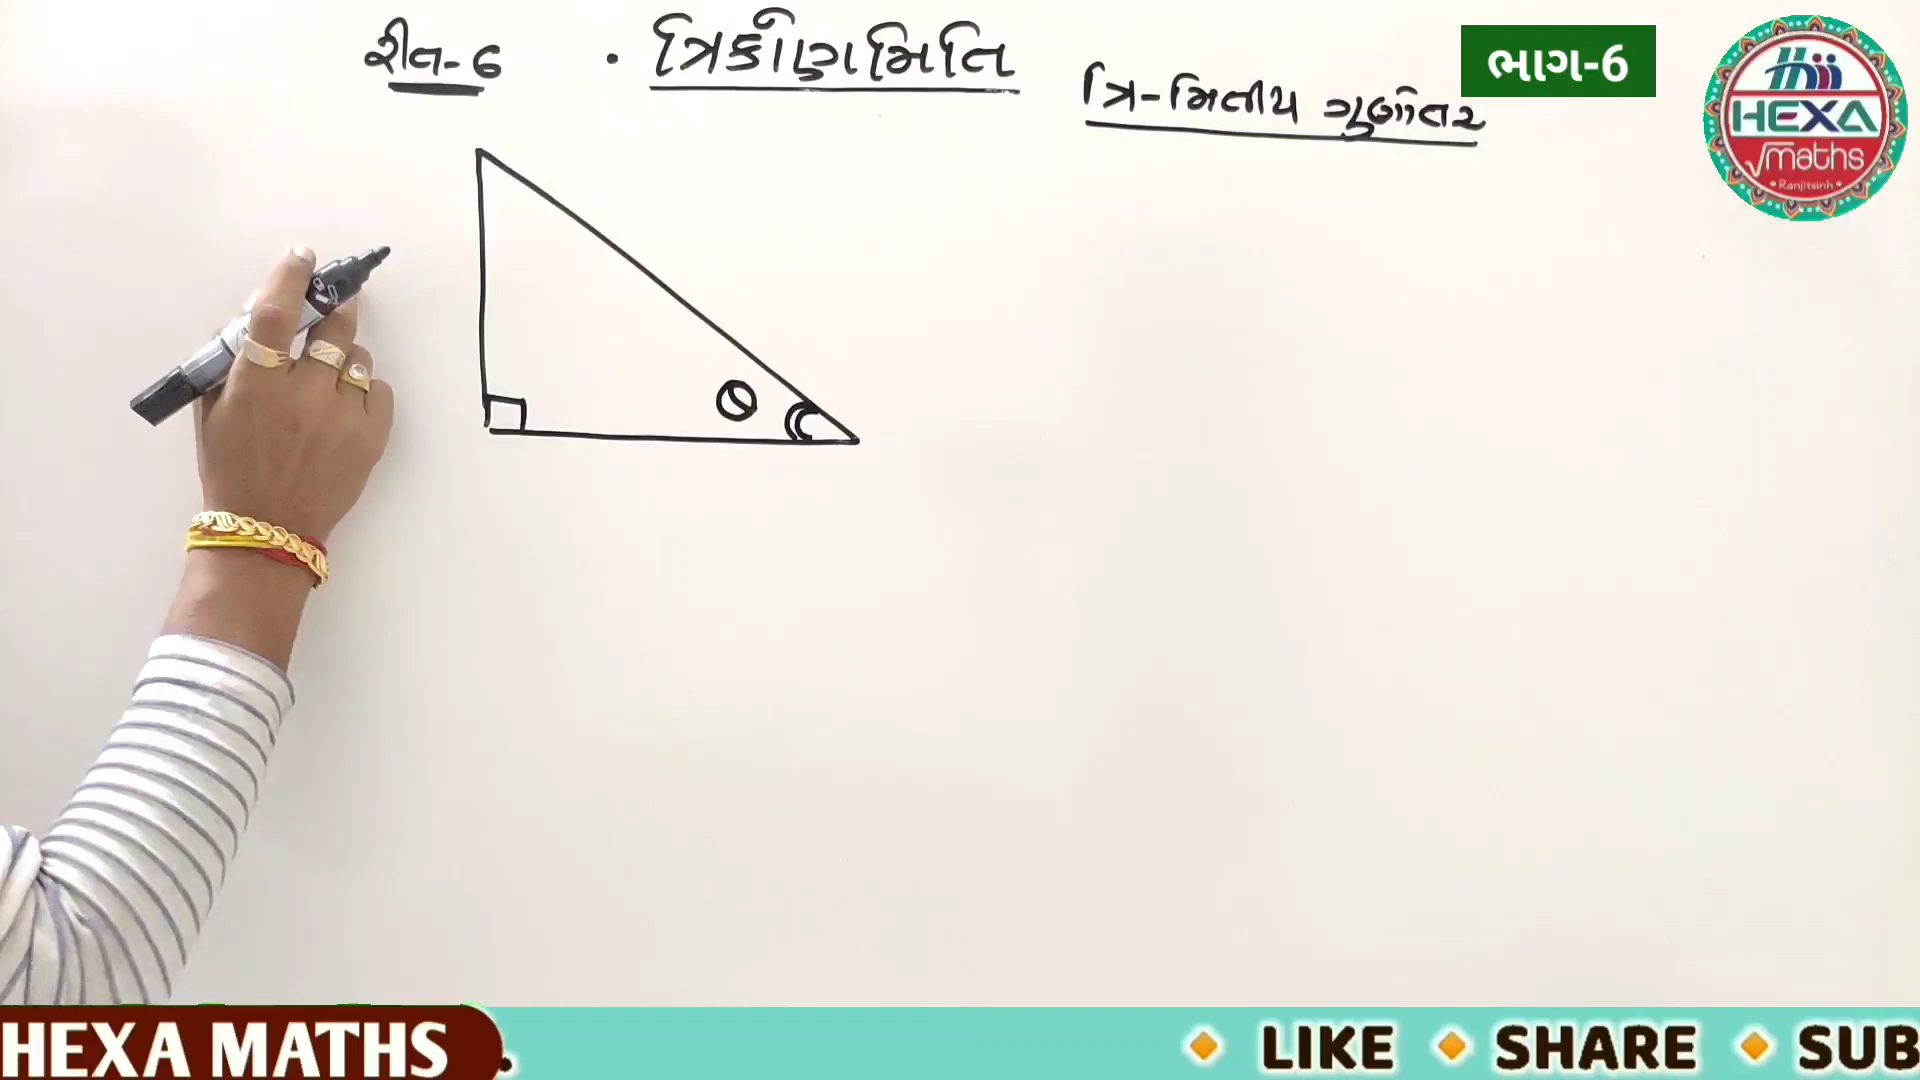 રીત-6 . ત્રિકોણમિતિ
ત્રિ-મિતીય ગુણોત્તર
ભાગ-6
HEXA
√maths
• Ranjitsinh •
θ
HEXA MATHS . LIKE SHARE SUB